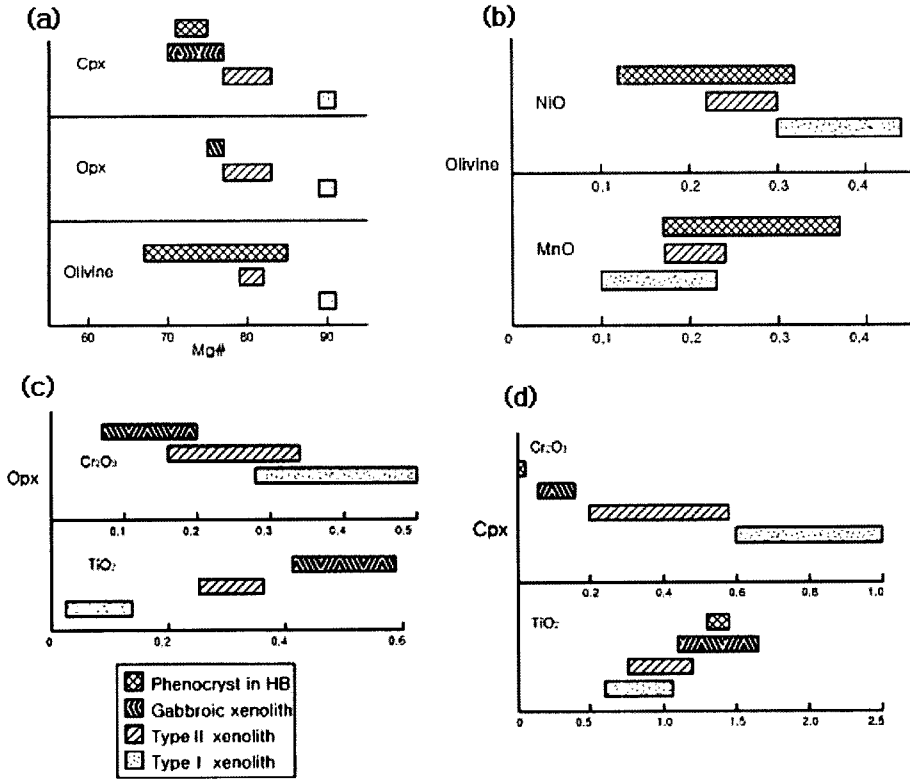 (a)
Cpx
Opx
Olivine
60 70 80 90
Mg#
(b)
NiO
Olivine
0.1 0.2 0.3 0.4
MnO
0 0.1 0.2 0.3 0.4
(c)
Opx
Cr₂O₃
0.1 0.2 0.3 0.4 0.5
TiO₂
0 0.2 0.4 0.6
Phenocryst in HB
Gabbroic xenolith
Type II xenolith
Type I xenolith
(d)
Cr₂O₃
Cpx
0.2 0.4 0.6 0.8 1.0
TiO₂
0 0.5 1.0 1.5 2.0 2.5